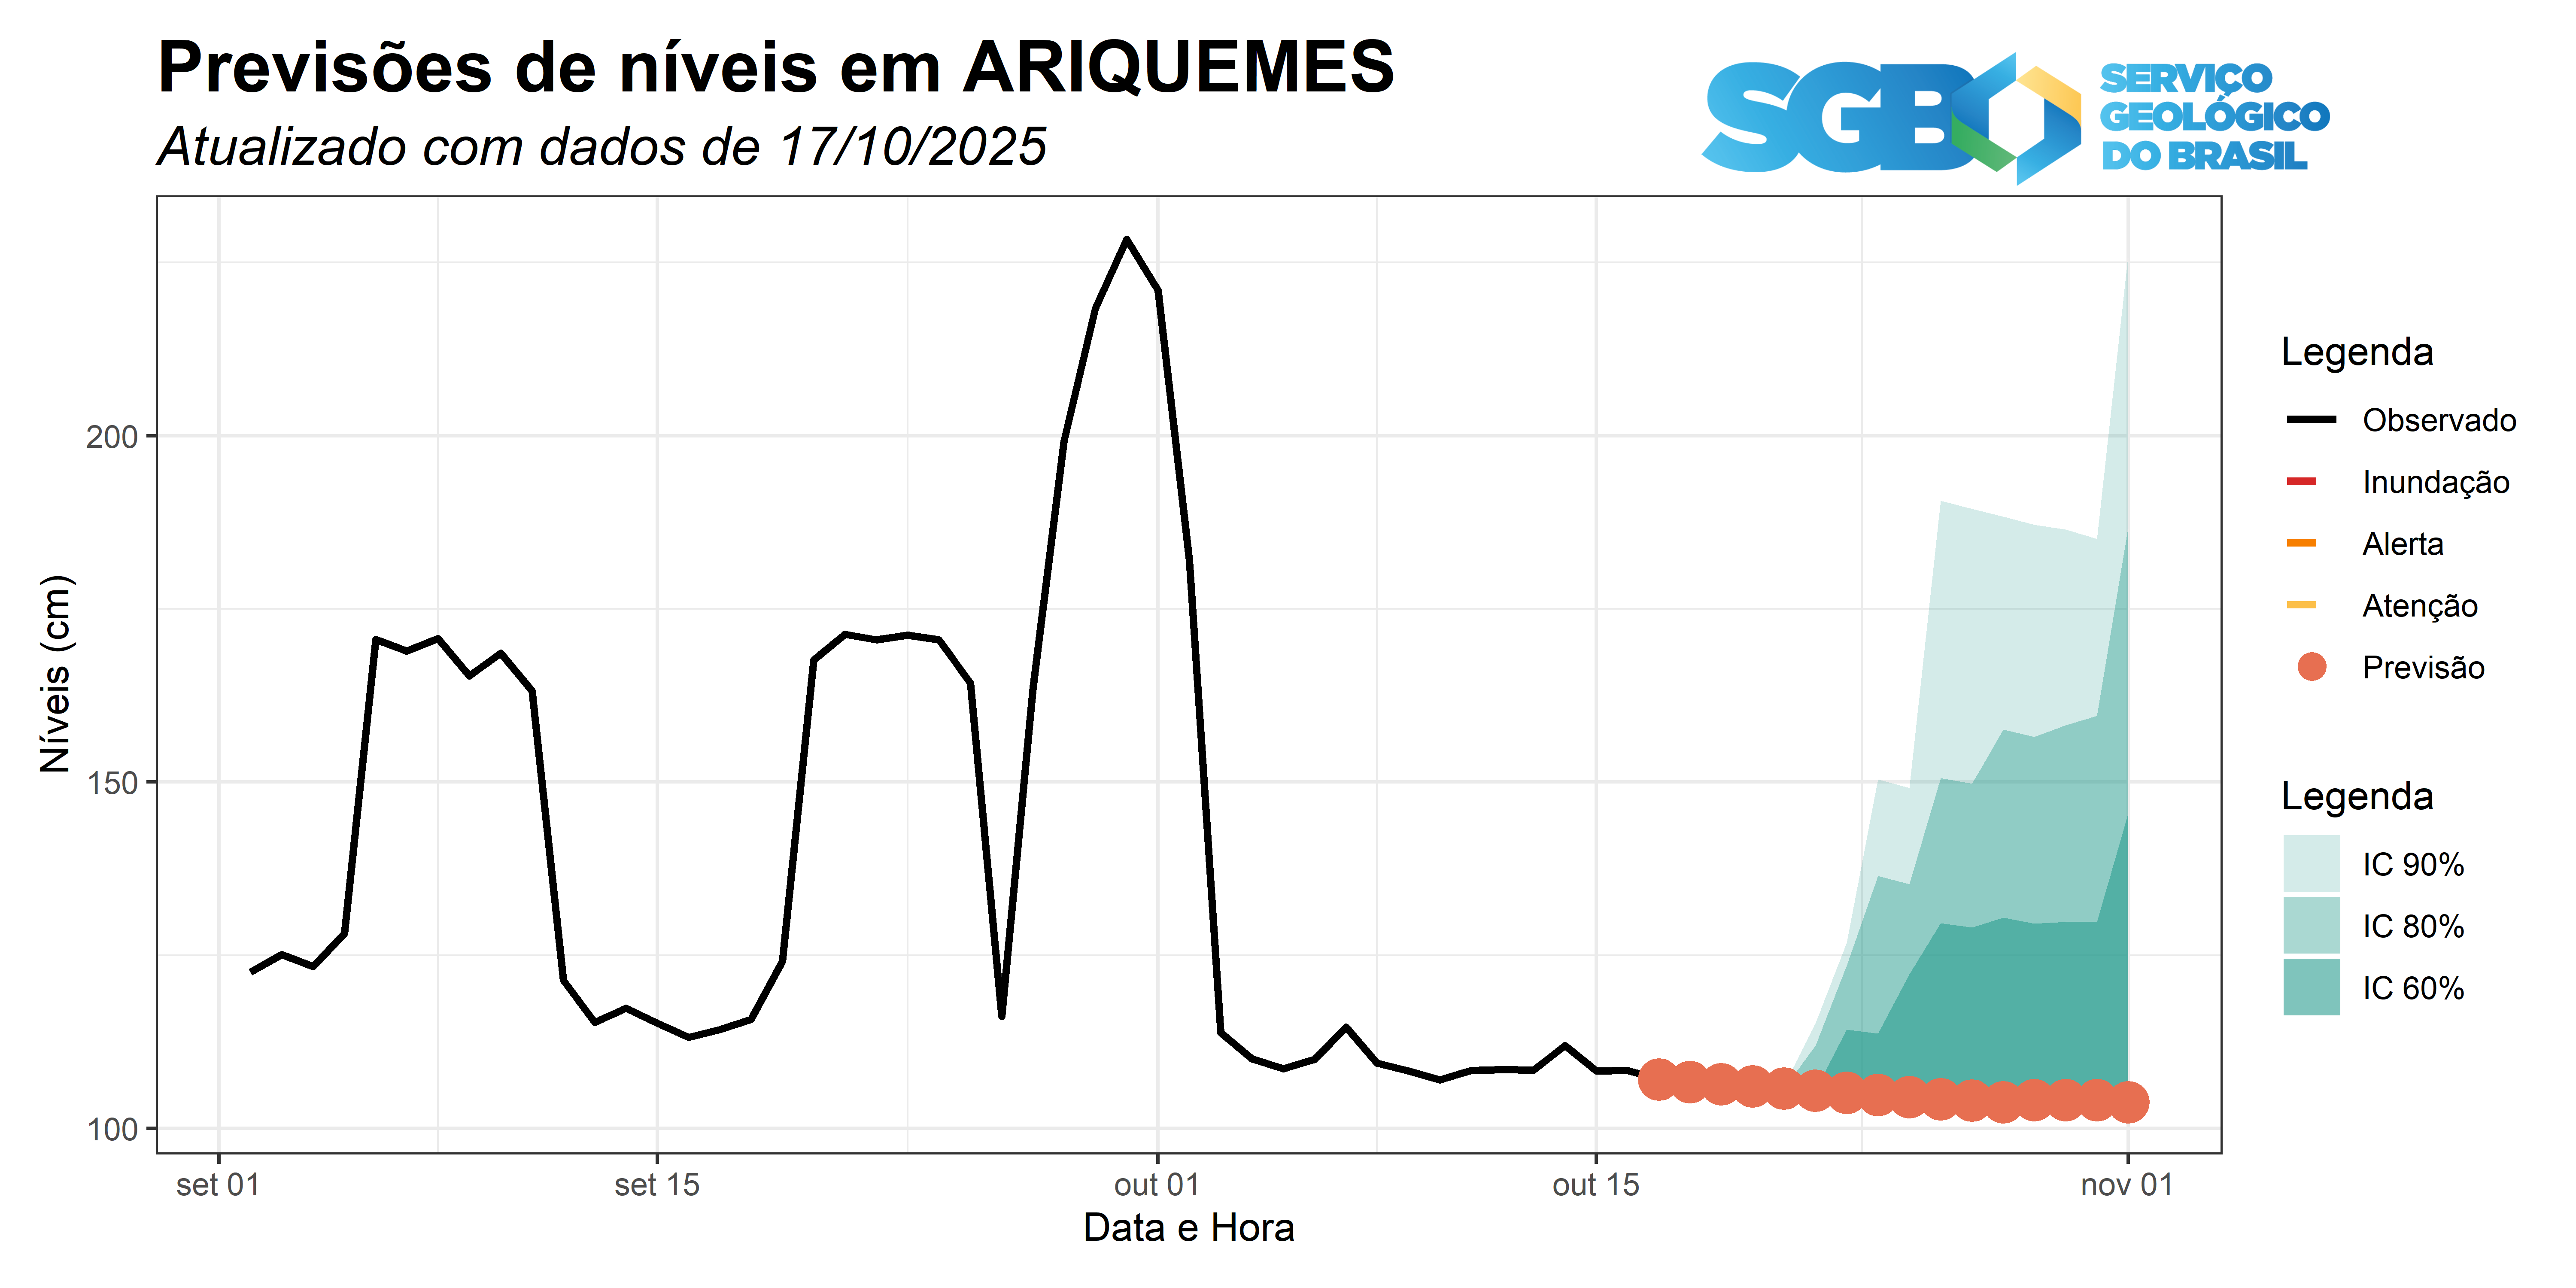 Previsões de níveis em ARIQUEMES
Atualizado com dados de 17/10/2025
SGB
SERVIÇO
GEOLÓGICO
DO BRASIL
Níveis (cm)
200
150
100
set 01
set 15
out 01
out 15
nov 01
Data e Hora
Legenda
Observado
Inundação
Alerta
Atenção
Previsão
Legenda
IC 90%
IC 80%
IC 60%